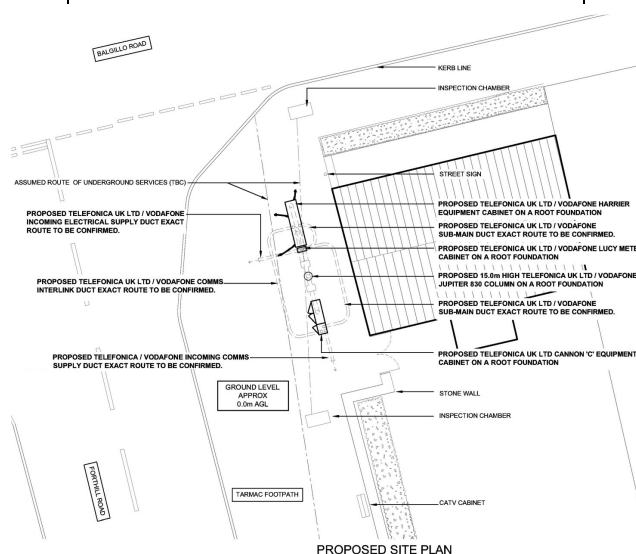 BALGILLO ROAD
KERB LINE
INSPECTION CHAMBER
STREET SIGN
ASSUMED ROUTE OF UNDERGROUND SERVICES (TBC)
PROPOSED TELEFONICA UK LTD / VODAFONE HARRIER
EQUIPMENT CABINET ON A ROOT FOUNDATION
PROPOSED TELEFONICA UK LTD / VODAFONE
INCOMING ELECTRICAL SUPPLY DUCT EXACT
ROUTE TO BE CONFIRMED.
PROPOSED TELEFONICA UK LTD / VODAFONE
SUB-MAIN DUCT EXACT ROUTE TO BE CONFIRMED.
PROPOSED TELEFONICA UK LTD / VODAFONE LUCY METE
CABINET ON A ROOT FOUNDATION
PROPOSED 15.0m HIGH TELEFONICA UK LTD / VODAFONE
JUPITER 830 COLUMN ON A ROOT FOUNDATION
PROPOSED TELEFONICA UK LTD / VODAFONE COMMS
INTERLINK DUCT EXACT ROUTE TO BE CONFIRMED.
PROPOSED TELEFONICA UK LTD / VODAFONE
SUB-MAIN DUCT EXACT ROUTE TO BE CONFIRMED.
PROPOSED TELEFONICA / VODAFONE INCOMING COMMS
SUPPLY DUCT EXACT ROUTE TO BE CONFIRMED.
PROPOSED TELEFONICA UK LTD CANNON 'C' EQUIPMENT
CABINET ON A ROOT FOUNDATION
GROUND LEVEL
APPROX
0.0m AGL
STONE WALL
INSPECTION CHAMBER
FORTHILL ROAD
TARMAC FOOTPATH
CATV CABINET
PROPOSED SITE PLAN